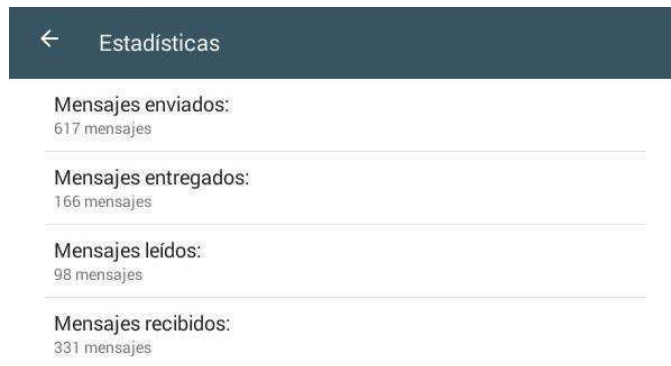 Estadísticas
Mensajes enviados:
617 mensajes
Mensajes entregados:
166 mensajes
Mensajes leídos:
98 mensajes
Mensajes recibidos:
331 mensajes